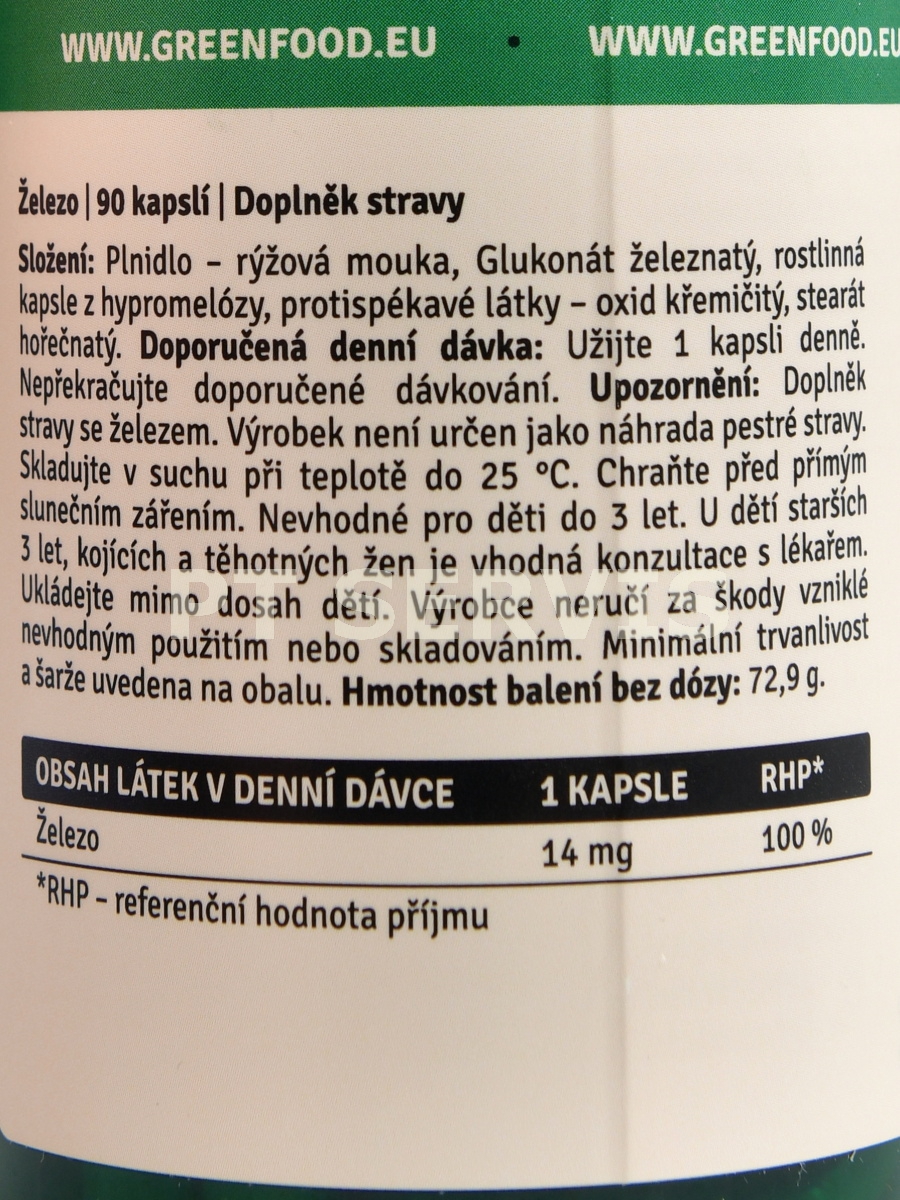 WWW.GREENFOOD.EU • WWW.GREENFOOD.EU
Železo | 90 kapslí | Doplněk stravy
Složení: Plnidlo – rýžová mouka, Glukonát železnatý, rostlinná
kapsle z hypromelózy, protispékavé látky – oxid křemičitý, stearát
hořečnatý. Doporučená denní dávka: Užijte 1 kapsli denně.
Nepřekračujte doporučené dávkování. Upozornění: Doplněk
stravy se železem. Výrobek není určen jako náhrada pestré stravy.
Skladujte v suchu při teplotě do 25 °C. Chraňte před přímým
slunečním zářením. Nevhodné pro děti do 3 let. U dětí starších
3 let, kojících a těhotných žen je vhodná konzultace s lékařem.
Ukládejte mimo dosah dětí. Výrobce neručí za škody vzniklé
nevhodným použitím nebo skladováním. Minimální trvanlivost
a šarže uvedena na obalu. Hmotnost balení bez dózy: 72,9 g.
PT SERVIS
OBSAH LÁTEK V DENNÍ DÁVCE 1 KAPSLE RHP*
Železo 14 mg 100 %
*RHP – referenční hodnota příjmu